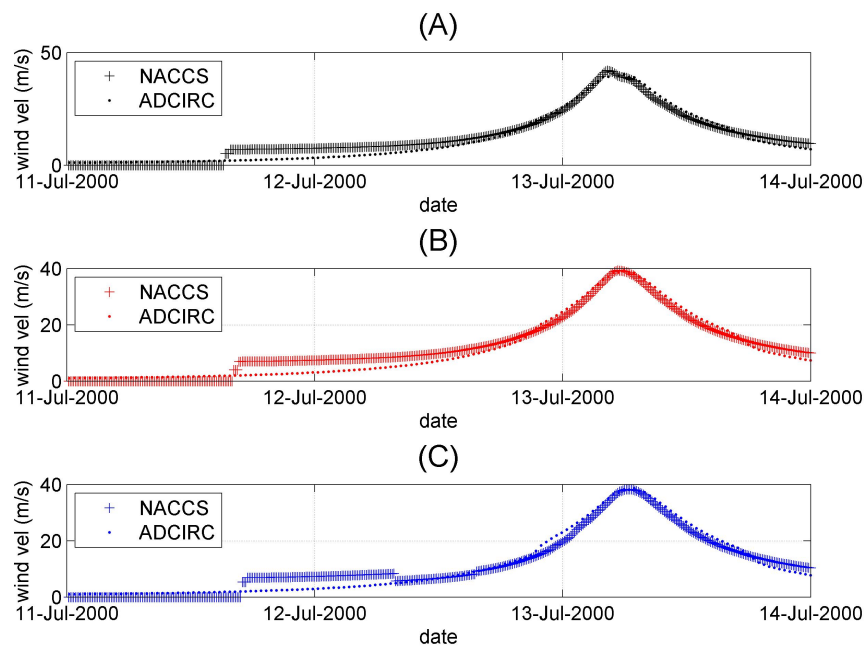 (A)
wind vel (m/s)
50
0
NACCS
ADCIRC
11-Jul-2000 12-Jul-2000 13-Jul-2000 14-Jul-2000
date
(B)
wind vel (m/s)
40
20
0
NACCS
ADCIRC
11-Jul-2000 12-Jul-2000 13-Jul-2000 14-Jul-2000
date
(C)
wind vel (m/s)
40
20
0
NACCS
ADCIRC
11-Jul-2000 12-Jul-2000 13-Jul-2000 14-Jul-2000
date